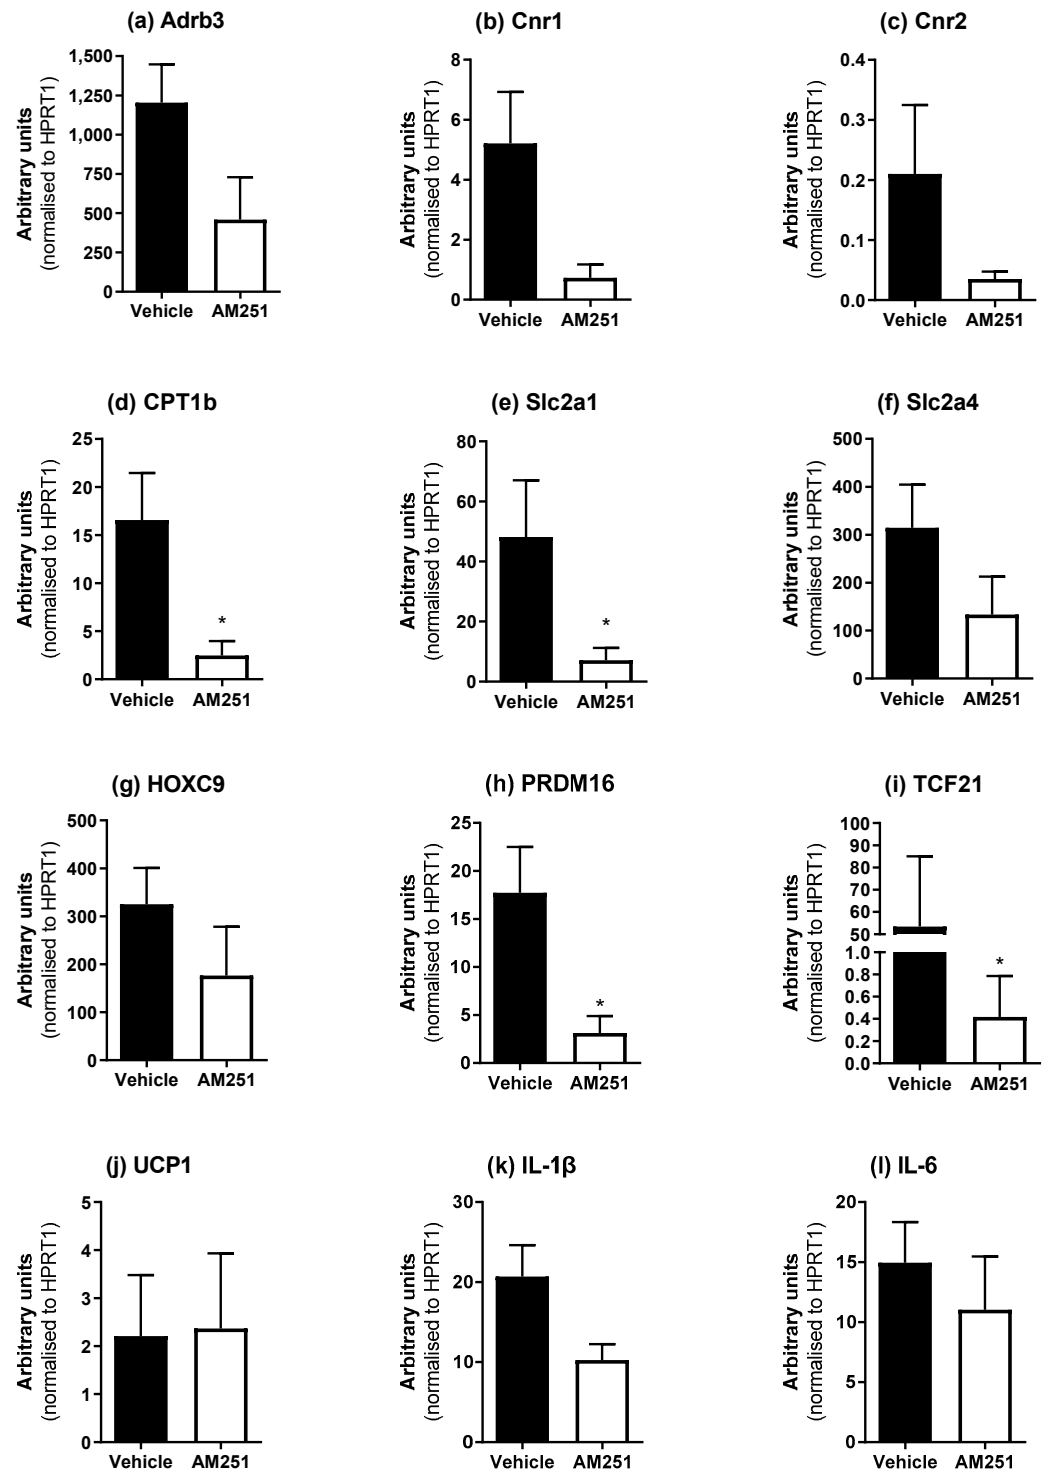 (a) Adrb3
Arbitrary units
(normalised to HPRT1)
1,500
1,250
1,000
750
500
250
0
Vehicle AM251
(b) Cnr1
Arbitrary units
(normalised to HPRT1)
8
6
4
2
0
Vehicle AM251
(c) Cnr2
Arbitrary units
(normalised to HPRT1)
0.4
0.3
0.2
0.1
0.0
Vehicle AM251
(d) CPT1b
Arbitrary units
(normalised to HPRT1)
25
20
15
10
5
0
*
Vehicle AM251
(e) Slc2a1
Arbitrary units
(normalised to HPRT1)
80
60
40
20
0
*
Vehicle AM251
(f) Slc2a4
Arbitrary units
(normalised to HPRT1)
500
400
300
200
100
0
Vehicle AM251
(g) HOXC9
Arbitrary units
(normalised to HPRT1)
500
400
300
200
100
0
Vehicle AM251
(h) PRDM16
Arbitrary units
(normalised to HPRT1)
25
20
15
10
5
0
*
Vehicle AM251
(i) TCF21
Arbitrary units
(normalised to HPRT1)
100
90
80
70
60
50
1.0
0.8
0.6
0.4
0.2
0.0
*
Vehicle AM251
(j) UCP1
Arbitrary units
(normalised to HPRT1)
5
4
3
2
1
0
Vehicle AM251
(k) IL-1β
Arbitrary units
(normalised to HPRT1)
30
20
10
0
Vehicle AM251
(l) IL-6
Arbitrary units
(normalised to HPRT1)
20
15
10
5
0
Vehicle AM251